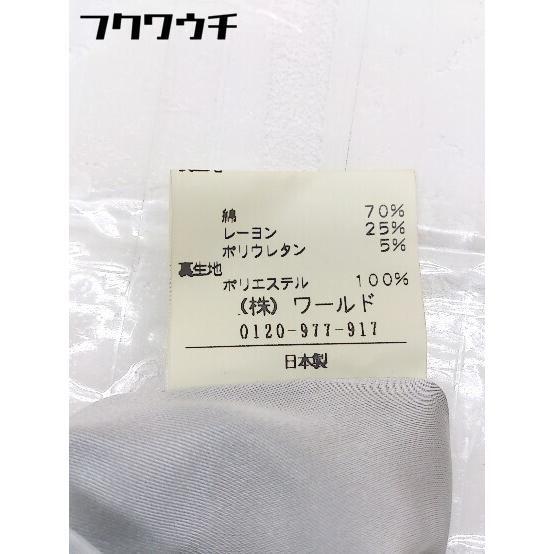 フクワウチ
綿 70%
レーヨン 25%
ポリウレタン 5%
裏生地
ポリエステル 100%
(株) ワールド
0120-977-917
日本製